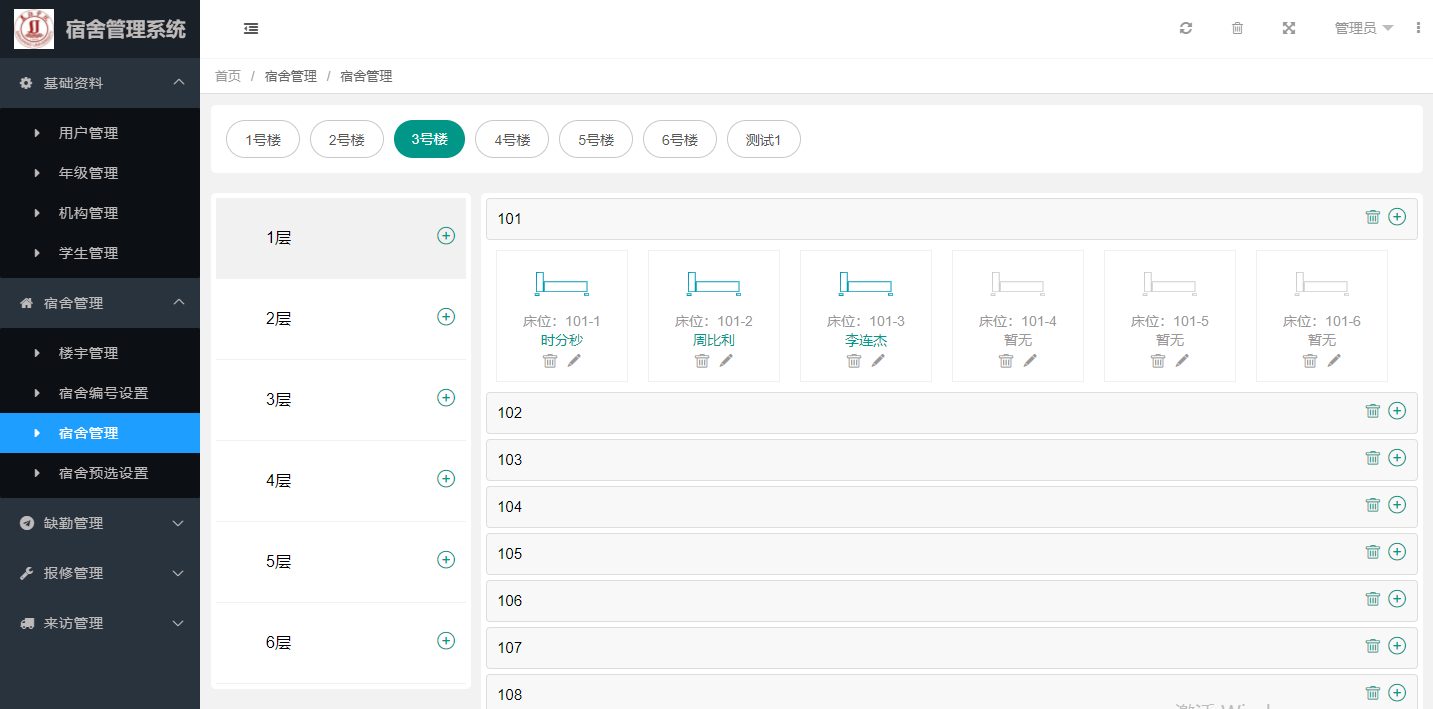 宿舍管理系统
管理员
首页 / 宿舍管理 / 宿舍管理
基础资料
用户管理
年级管理
机构管理
学生管理
宿舍管理
楼宇管理
宿舍编号设置
宿舍管理
宿舍预选设置
缺勤管理
报修管理
来访管理
1号楼 2号楼 3号楼 4号楼 5号楼 6号楼 测试1
1层
2层
3层
4层
5层
6层
101
床位：101-1 床位：101-2 床位：101-3 床位：101-4 床位：101-5 床位：101-6
时分秒 周比利 李连杰 暂无 暂无 暂无
102
103
104
105
106
107
108